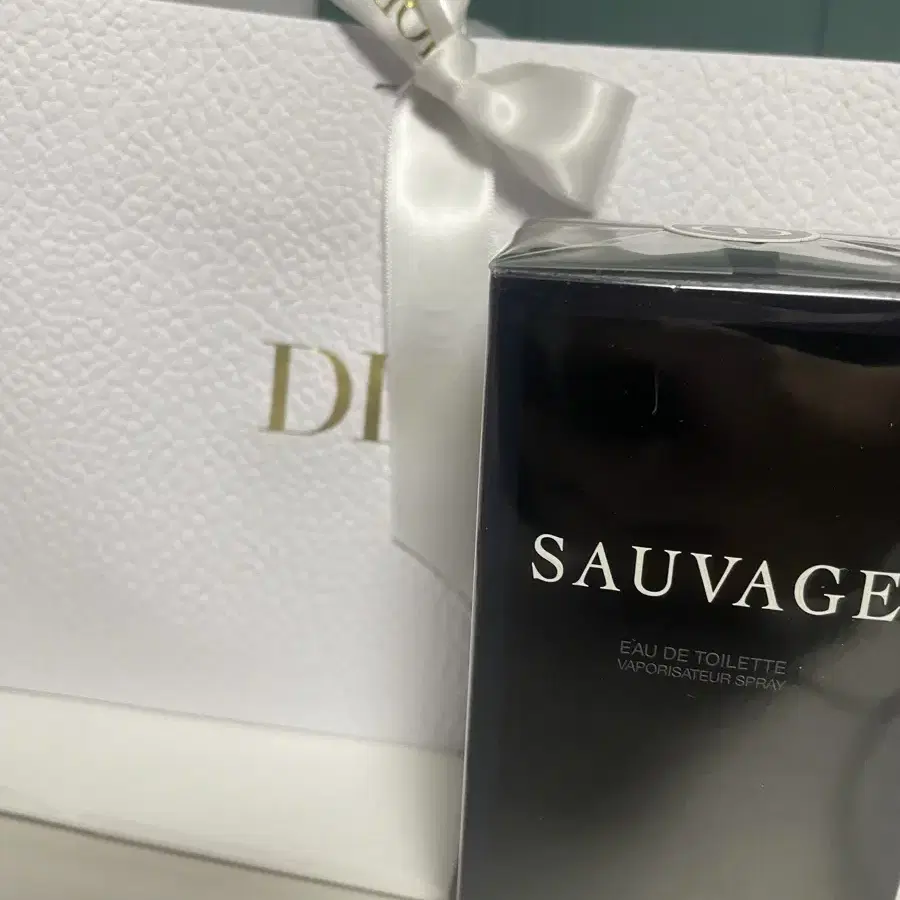 DI
SAUVAGE
EAU DE TOILETTE
VAPORISATEUR SPRAY